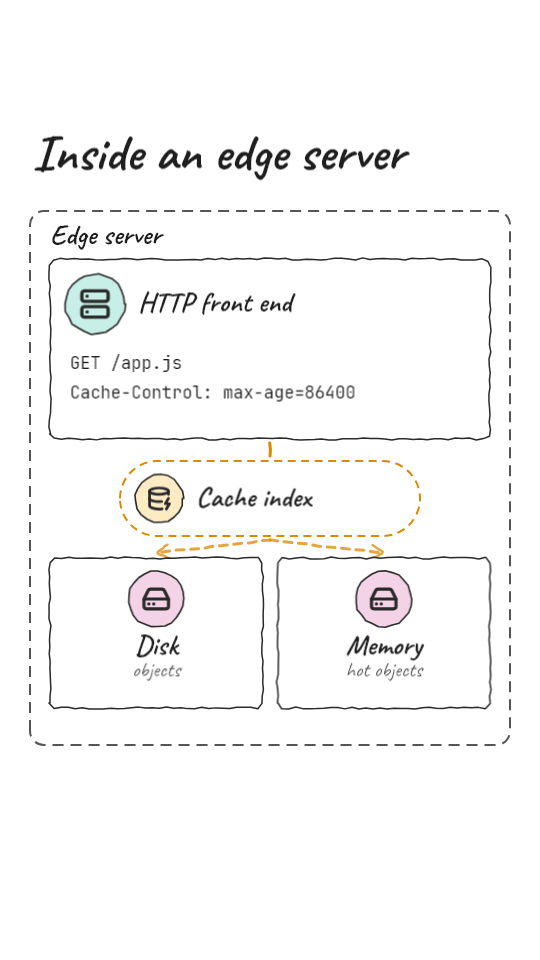 Inside an edge server
Edge server
HTTP front end
GET /app.js
Cache-Control: max-age=86400
Cache index
Disk
objects
Memory
hot objects